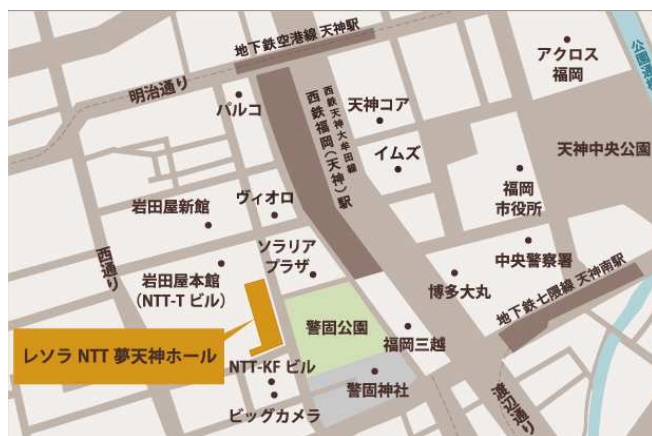 地下鉄空港線 天神駅
明治通り
パルコ
西鉄天神大牟田線
西鉄福岡(天神)駅
天神コア
イムズ
アクロス
福岡
天神中央公園
福岡
市役所
岩田屋新館
ヴィオロ
西通り
岩田屋本館
(NTT-T ビル)
ソラリア
プラザ
中央警察署
博多大丸
地下鉄七隈線 天神南駅
レソラ NTT 夢天神ホール
警固公園
福岡三越
NTT-KF ビル
警固神社
ビッグカメラ
渡辺通り